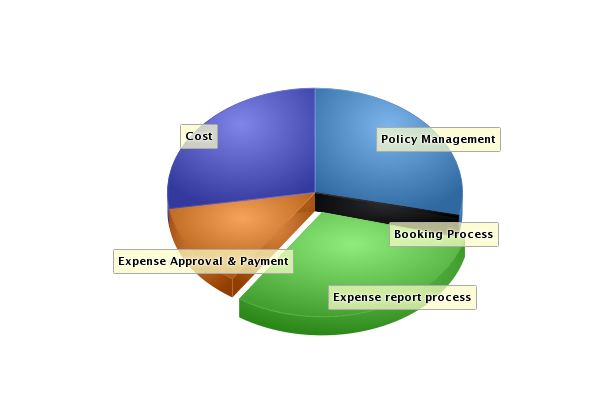 Cost
Policy Management
Booking Process
Expense Approval & Payment
Expense report process